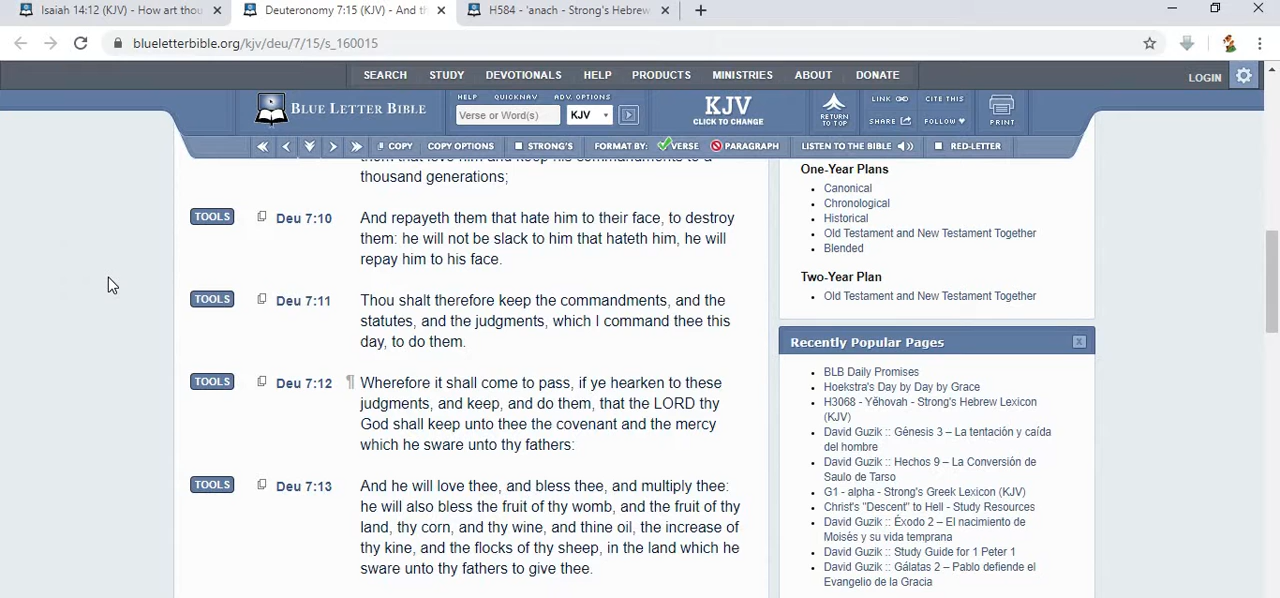 Isaiah 14:12 (KJV) - How art thou
Deuteronomy 7:15 (KJV) - And th
H584 - 'anach - Strong's Hebrew
blueletterbible.org/kjv/deu/7/15/s_160015
SEARCH STUDY DEVOTIONALS HELP PRODUCTS MINISTRIES ABOUT DONATE LOGIN
BLUE LETTER BIBLE
HELP QUICKNAV ADV. OPTIONS
Verse or Word(s) KJV
KJV
CLICK TO CHANGE
RETURN
TO TOP
LINK CITE THIS
SHARE FOLLOW
PRINT
COPY COPY OPTIONS STRONG'S FORMAT BY: VERSE PARAGRAPH LISTEN TO THE BIBLE RED-LETTER
them that love him and keep his commandments to a
thousand generations;
TOOLS Deu 7:10 And repayeth them that hate him to their face, to destroy
them: he will not be slack to him that hateth him, he will
repay him to his face.
TOOLS Deu 7:11 Thou shalt therefore keep the commandments, and the
statutes, and the judgments, which I command thee this
day, to do them.
TOOLS Deu 7:12 ¶ Wherefore it shall come to pass, if ye hearken to these
judgments, and keep, and do them, that the LORD thy
God shall keep unto thee the covenant and the mercy
which he sware unto thy fathers:
TOOLS Deu 7:13 And he will love thee, and bless thee, and multiply thee:
he will also bless the fruit of thy womb, and the fruit of thy
land, thy corn, and thy wine, and thine oil, the increase of
thy kine, and the flocks of thy sheep, in the land which he
sware unto thy fathers to give thee.
One-Year Plans
Canonical
Chronological
Historical
Old Testament and New Testament Together
Blended
Two-Year Plan
Old Testament and New Testament Together
Recently Popular Pages x
BLB Daily Promises
Hoekstra's Day by Day by Grace
H3068 - Yĕhovah - Strong's Hebrew Lexicon
(KJV)
David Guzik :: Génesis 3 – La tentación y caída
del hombre
David Guzik :: Hechos 9 – La Conversión de
Saulo de Tarso
G1 - alpha - Strong's Greek Lexicon (KJV)
Christ's "Descent" to Hell - Study Resources
David Guzik :: Éxodo 2 – El nacimiento de
Moisés y su vida temprana
David Guzik :: Study Guide for 1 Peter 1
David Guzik :: Gálatas 2 – Pablo defiende el
Evangelio de la Gracia